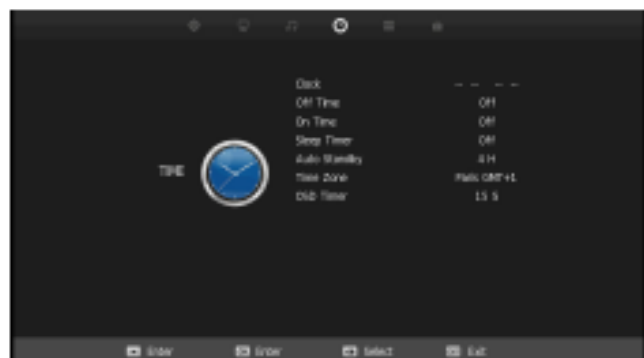 Clock -- -- -- --
Off Time Off
On Time Off
Sleep Timer Off
Auto Standby 4 H
TIME
Time Zone Paris GMT+1
OSD Timer 15 S
Enter Enter Select Exit